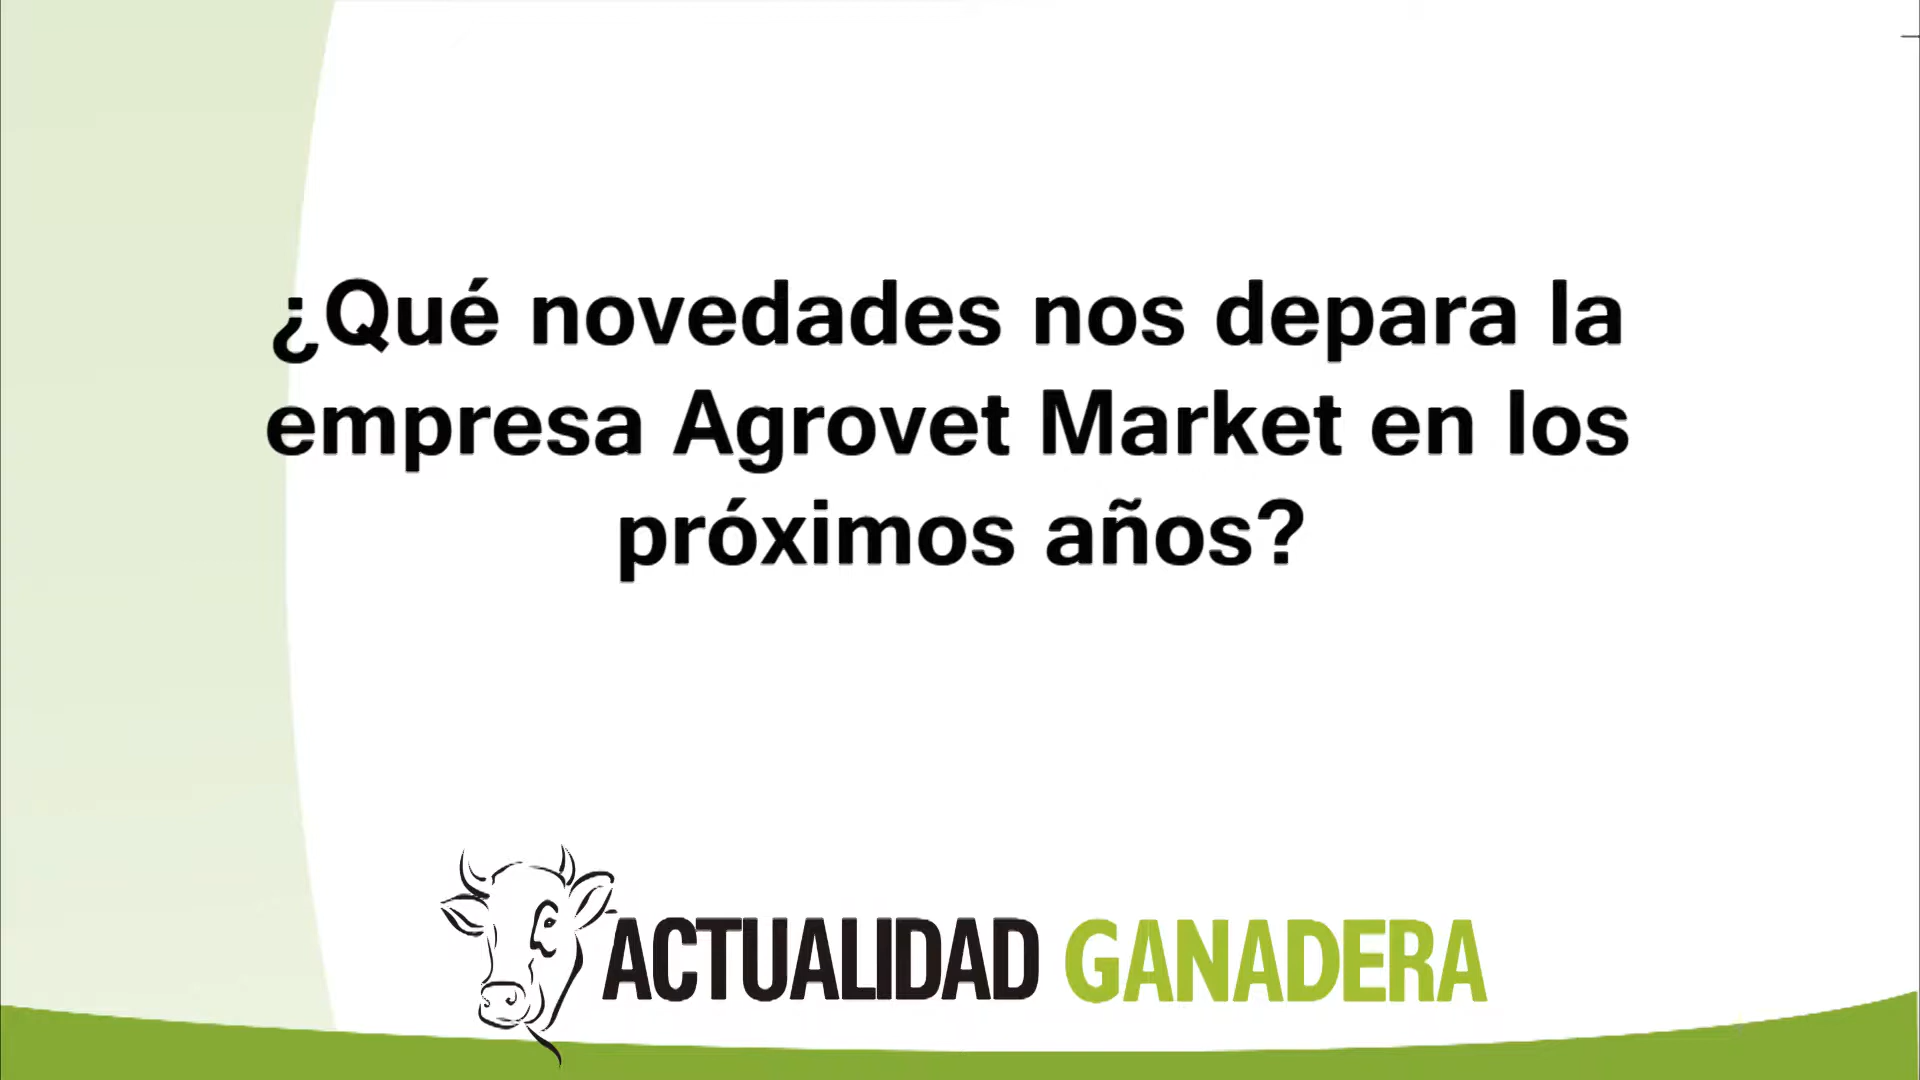 ¿Qué novedades nos depara la
empresa Agrovet Market en los
próximos años?
ACTUALIDAD GANADERA